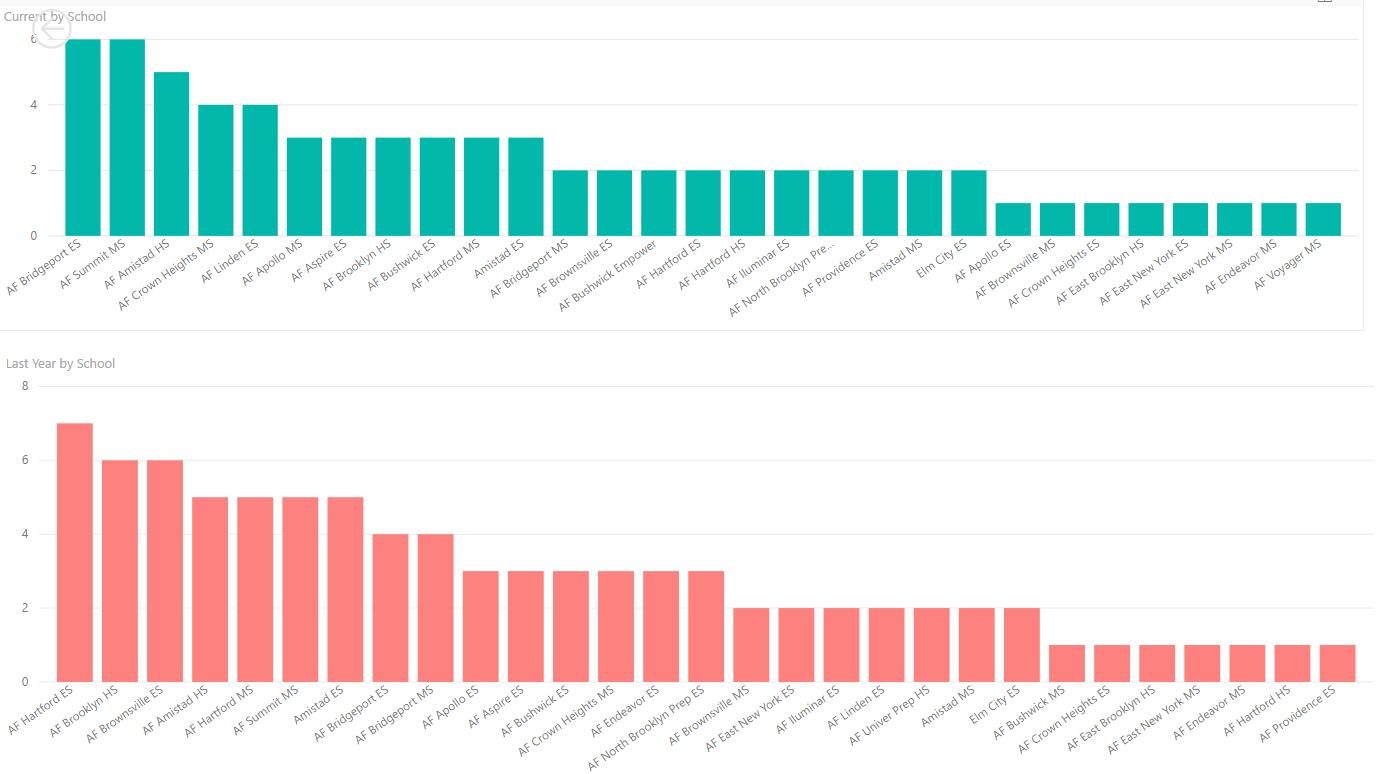 Current by School
6
4
2
0
AF Bridgeport ES
AF Summit MS
AF Amistad HS
AF Crown Heights MS
AF Linden ES
AF Apollo MS
AF Aspire ES
AF Brooklyn HS
AF Bushwick ES
AF Hartford MS
Amistad ES
AF Bridgeport MS
AF Brownsville ES
AF Bushwick Empower
AF Hartford ES
AF Hartford HS
AF Iluminar ES
AF North Brooklyn Pre...
AF Providence ES
Amistad MS
Elm City ES
AF Apollo ES
AF Brownsville MS
AF Crown Heights ES
AF East Brooklyn HS
AF East New York ES
AF East New York MS
AF Endeavor MS
AF Voyager MS
Last Year by School
8
6
4
2
0
AF Hartford ES
AF Brooklyn HS
AF Brownsville ES
AF Amistad HS
AF Hartford MS
AF Summit MS
Amistad ES
AF Bridgeport ES
AF Bridgeport MS
AF Apollo ES
AF Aspire ES
AF Bushwick ES
AF Crown Heights MS
AF Endeavor ES
AF North Brooklyn Prep ES
AF Brownsville MS
AF East New York ES
AF Iluminar ES
AF Linden ES
AF Univer Prep HS
Amistad MS
Elm City ES
AF Bushwick MS
AF Crown Heights ES
AF East Brooklyn HS
AF East New York MS
AF Endeavor MS
AF Hartford HS
AF Providence ES